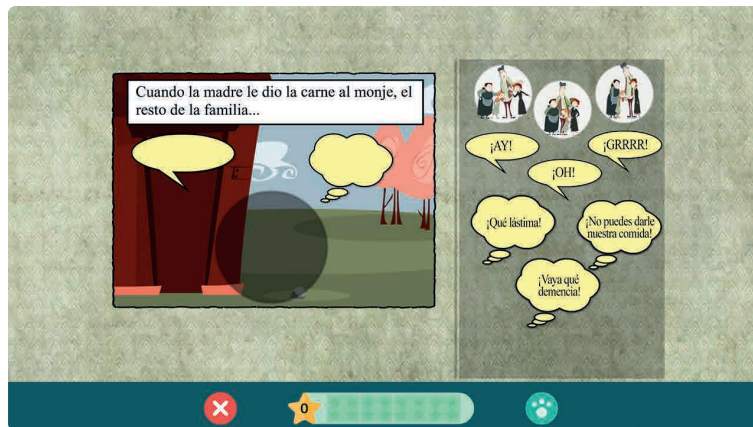 Cuando la madre le dio la carne al monje, el
resto de la familia...
¡AY!
¡GRRRR!
¡OH!
¡Qué lástima!
¡No puedes darle
nuestra comida!
¡Vaya qué
demencia!
0